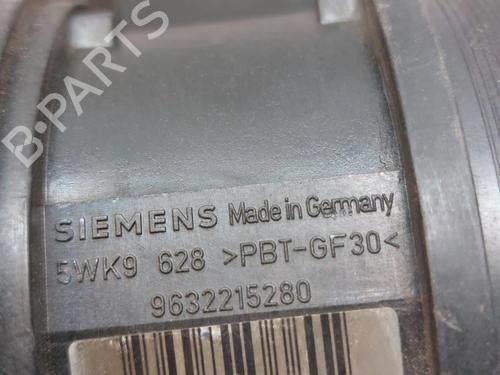 B-PARTS
SIEMENS Made in Germany
5WK9 628 >PBT-GF30<
9632215280